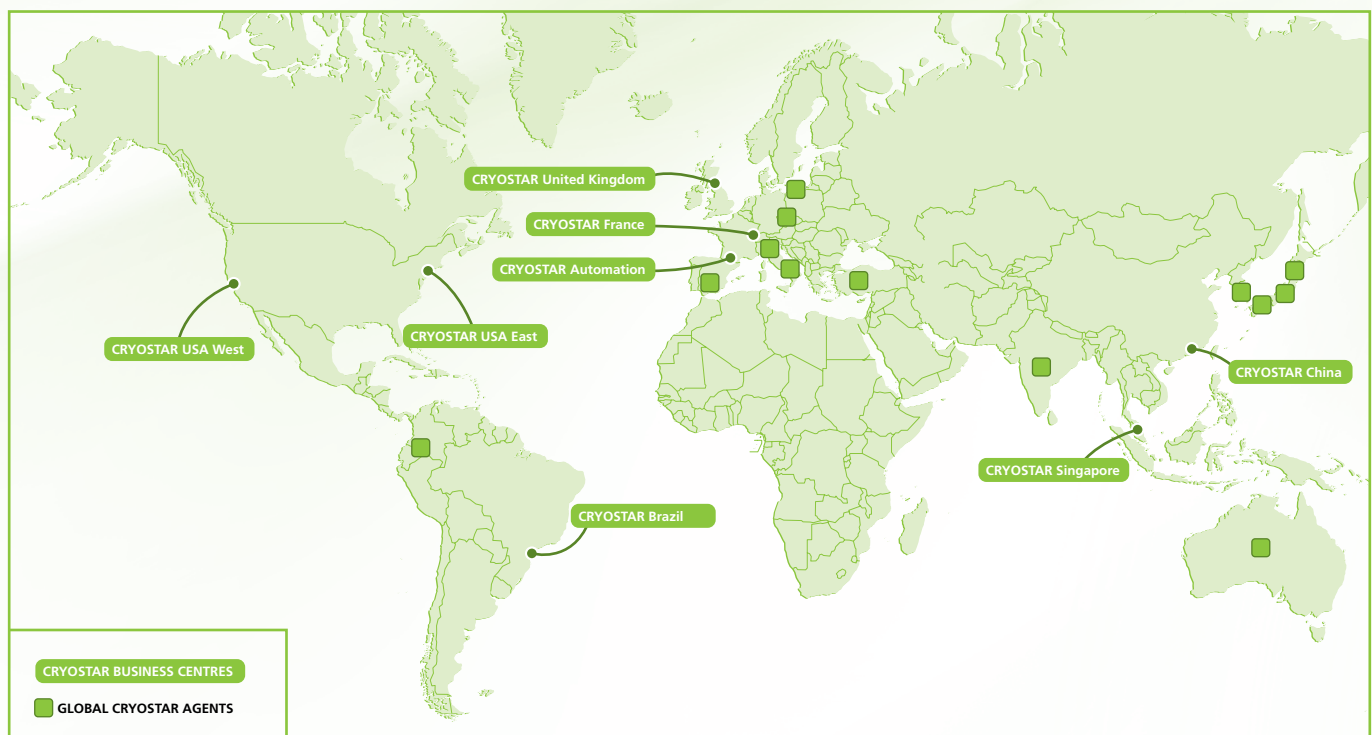 CRYOSTAR United Kingdom
CRYOSTAR France
CRYOSTAR Automation
CRYOSTAR USA West
CRYOSTAR USA East
CRYOSTAR China
CRYOSTAR Singapore
CRYOSTAR Brazil
CRYOSTAR BUSINESS CENTRES
GLOBAL CRYOSTAR AGENTS